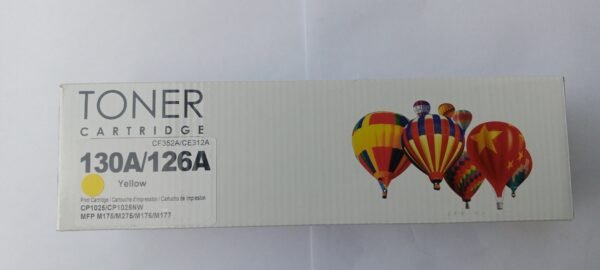 TONER
CARTRIDGE
CF352A/CE312A
130A/126A
Yellow
Print Cartridge / Cartouche d'impression / Cartucho de impresion
CP1025/CP1025NW
MFP M175/M275/M176/M177